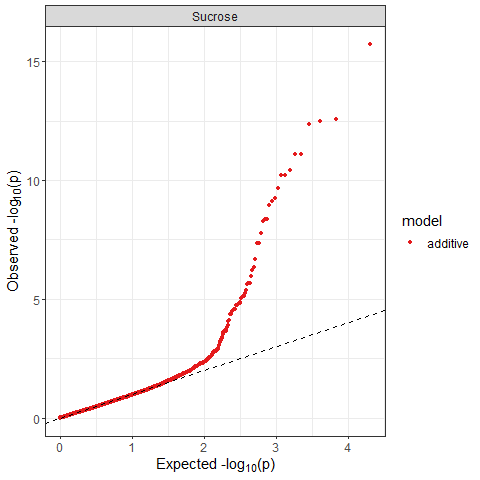 Sucrose
15
10
5
0
Observed -log10(p)
0
1
2
3
4
Expected -log10(p)
model
additive